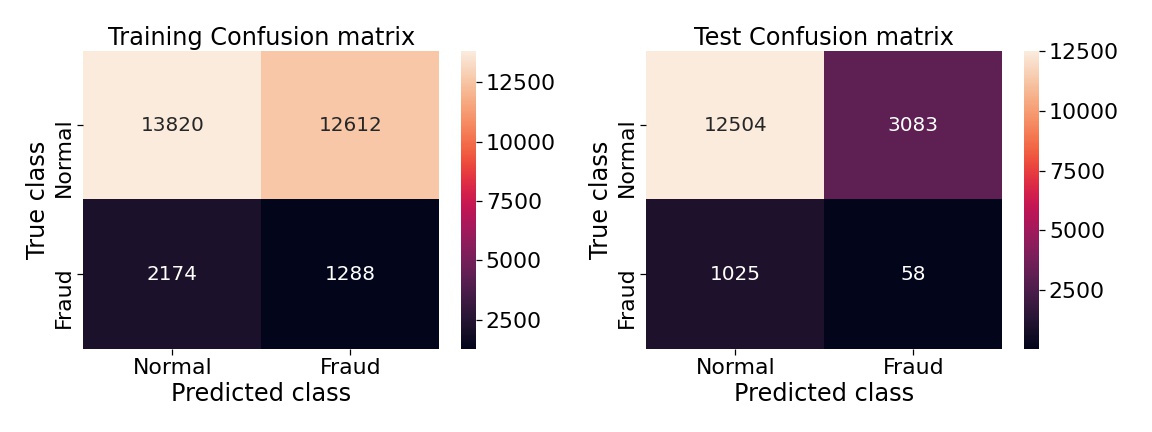 Training Confusion matrix
True class
Normal
Fraud
13820 12612
2174 1288
Normal Fraud
Predicted class
12500
10000
7500
5000
2500
Test Confusion matrix
True class
Normal
Fraud
12504 3083
1025 58
Normal Fraud
Predicted class
12500
10000
7500
5000
2500